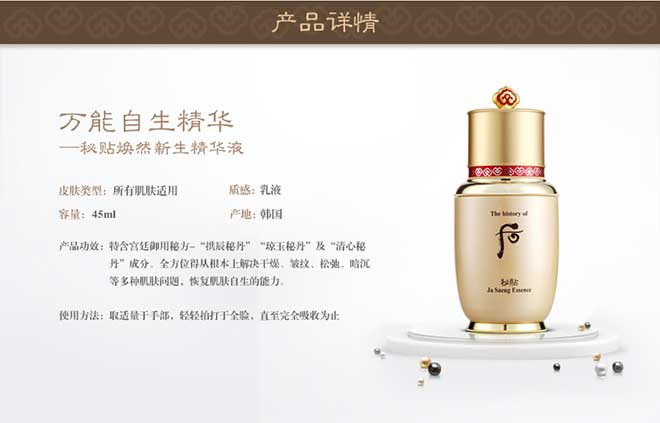 产品详情
万能自生精华
—秘贴焕然新生精华液
皮肤类型：所有肌肤适用 质感：乳液
容量：45ml 产地：韩国
产品功效：特含宫廷御用秘方-“拱辰秘丹”“琼玉秘丹”及“清心秘
丹”成分。全方位得从根本上解决干燥、皱纹、松弛、暗沉
等多种肌肤问题，恢复肌肤自生的能力。
使用方法：取适量于手部，轻轻拍打于全脸，直至完全吸收为止
The history of
后
秘贴
Ja Saeng Essence